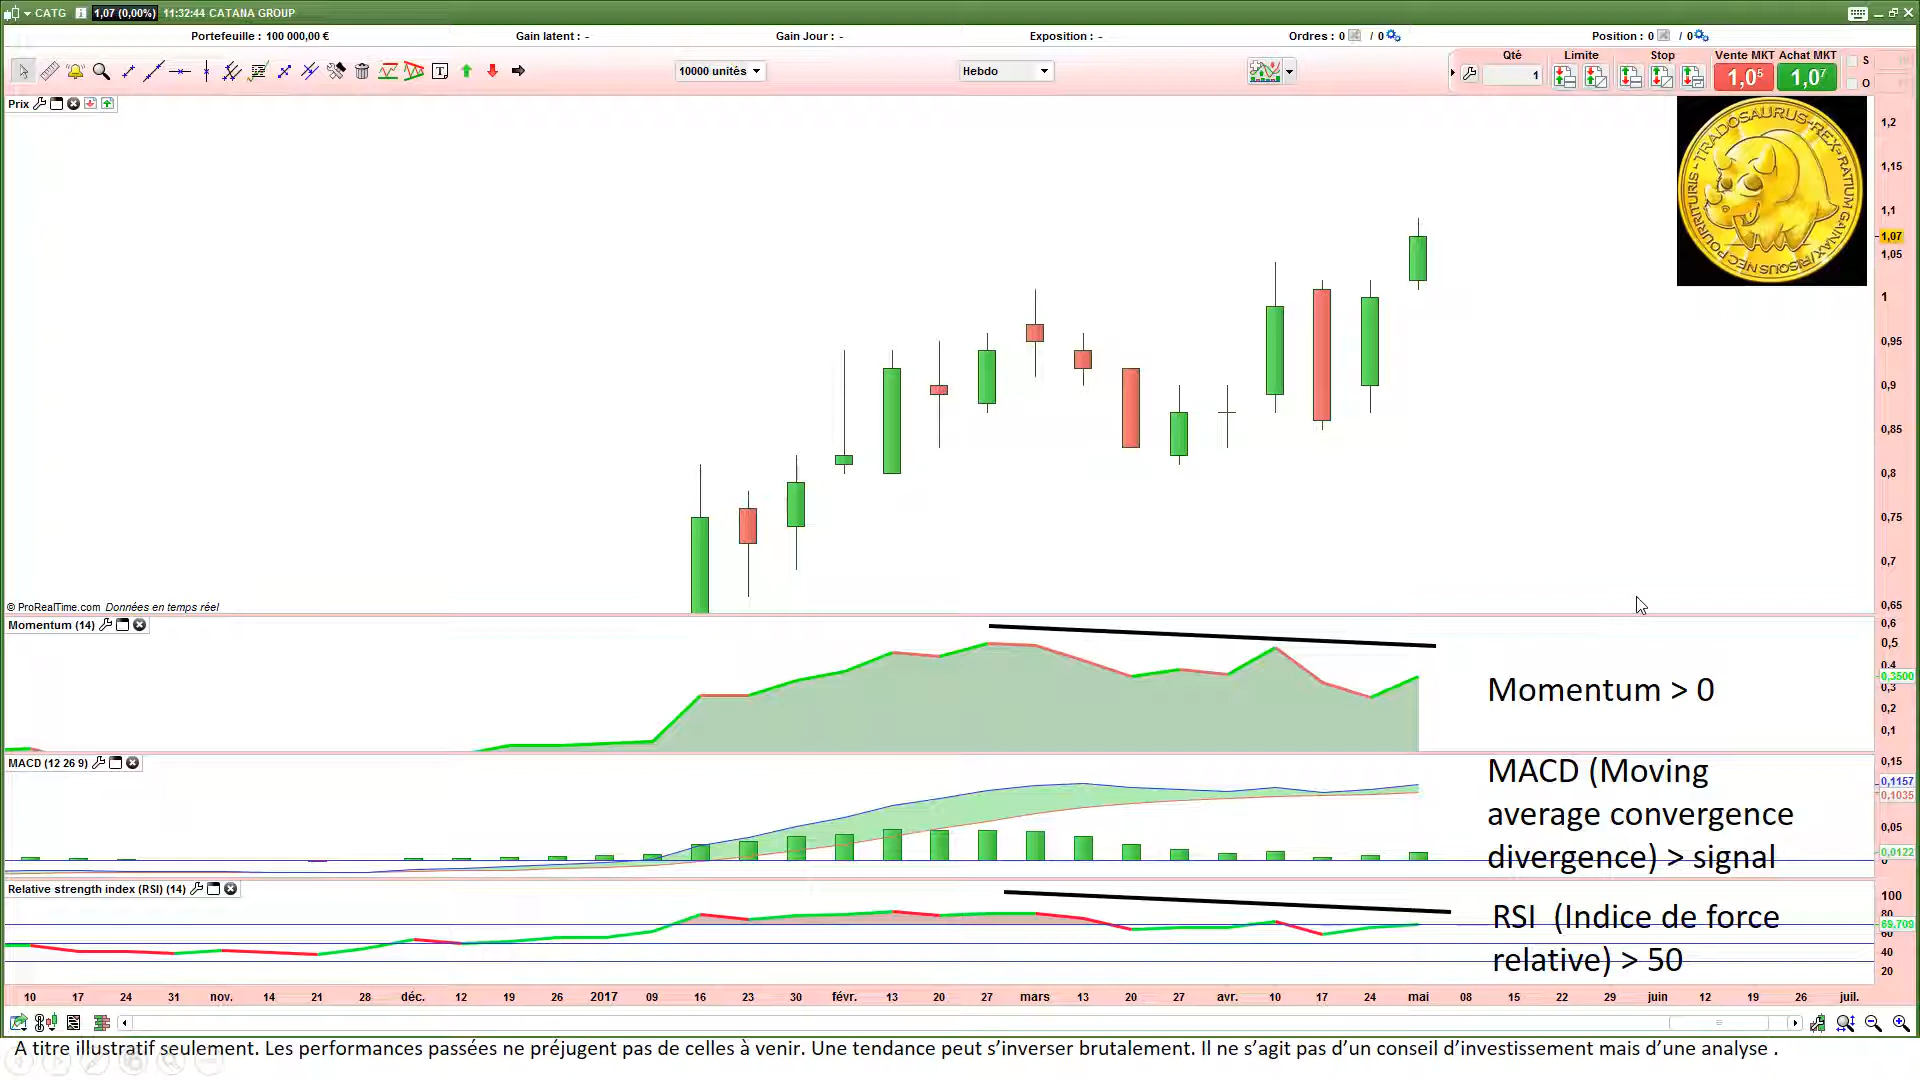 CATG 1,07 (0,00%) 11:32:44 CATANA GROUP
Portefeuille : 100 000,00 € Gain latent : - Gain Jour : - Exposition : - Ordres : 0 / 0 Position : 0 / 0
10000 unités Hebdo Qté 1 Limite Stop Vente MKT 1,0⁵ Achat MKT 1,0⁷ S O
Prix
TRADOSAURUS-REX-RATIUM GAINAX/RISQUS NEC POURRITURIS
1,2
1,15
1,1
1,07
1,05
1
0,95
0,9
0,85
0,8
0,75
0,7
0,65
© ProRealTime.com Données en temps réel
Momentum (14)
0,6
0,5
0,4
0,3500
0,3
0,2
0,1
Momentum > 0
MACD (12 26 9)
0,15
0,1157
0,1035
0,05
0,0122
0
MACD (Moving
average convergence
divergence) > signal
Relative strength index (RSI) (14)
100
80
69,709
60
40
20
RSI (Indice de force
relative) > 50
10 17 24 31 nov. 14 21 28 déc. 12 19 26 2017 09 16 23 30 févr. 13 20 27 mars 13 20 27 avr. 10 17 24 mai 08 15 22 29 juin 12 19 26 juil.
A titre illustratif seulement. Les performances passées ne préjugent pas de celles à venir. Une tendance peut s’inverser brutalement. Il ne s’agit pas d’un conseil d’investissement mais d’une analyse .